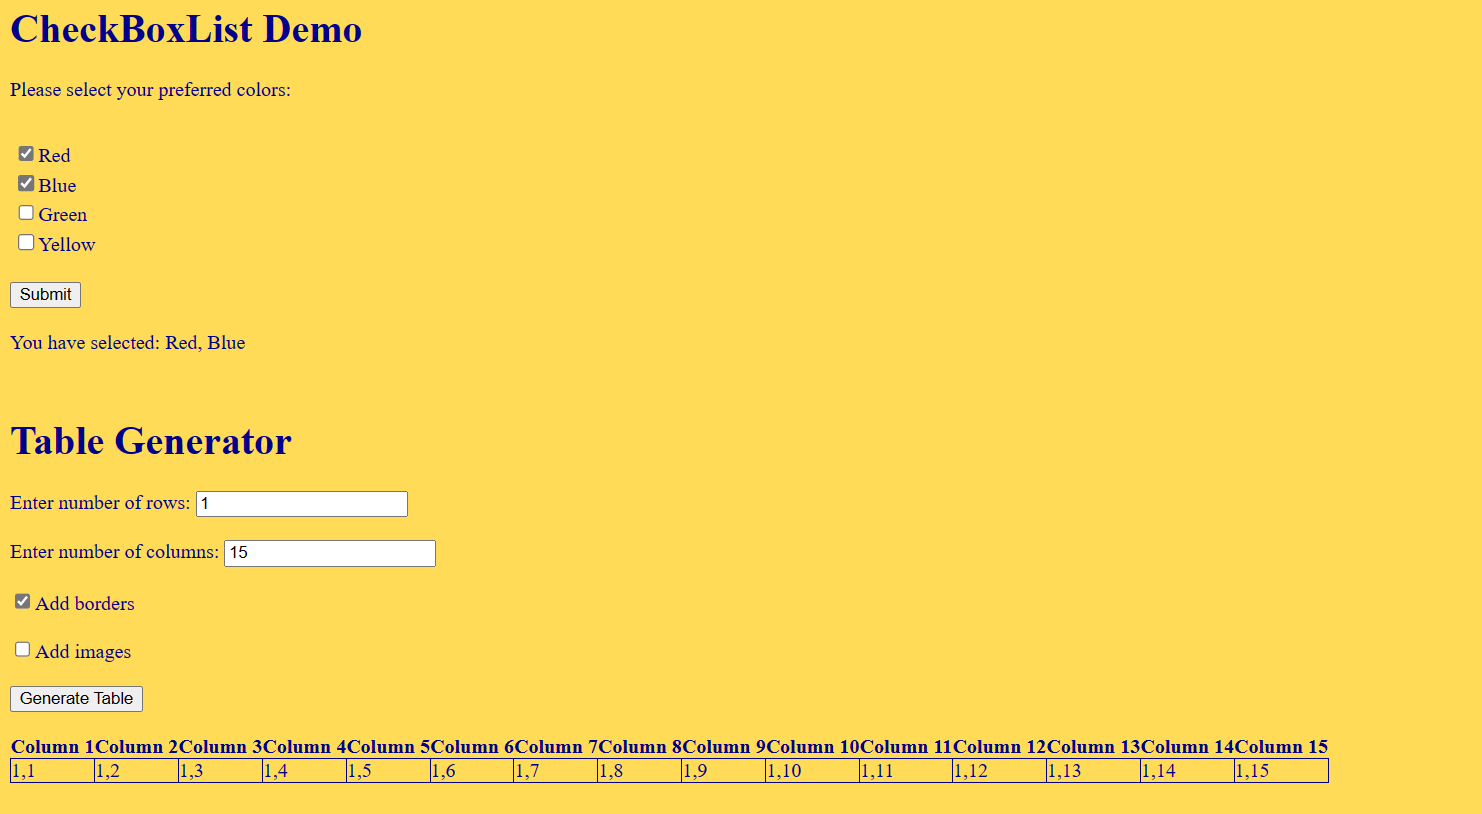 CheckBoxList Demo
Please select your preferred colors:
Red
Blue
Green
Yellow
Submit
You have selected: Red, Blue
Table Generator
Enter number of rows: 1
Enter number of columns: 15
Add borders
Add images
Generate Table
Column 1 Column 2 Column 3 Column 4 Column 5 Column 6 Column 7 Column 8 Column 9 Column 10 Column 11 Column 12 Column 13 Column 14 Column 15
1,1 1,2 1,3 1,4 1,5 1,6 1,7 1,8 1,9 1,10 1,11 1,12 1,13 1,14 1,15